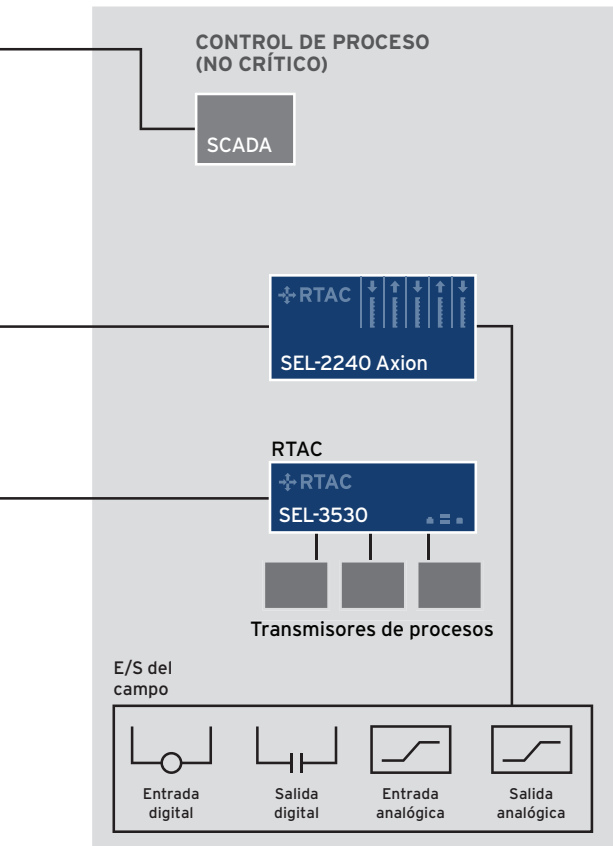 CONTROL DE PROCESO
(NO CRÍTICO)
SCADA
RTAC
SEL-2240 Axion
RTAC
RTAC
SEL-3530
Transmisores de procesos
E/S del
campo
Entrada
digital
Salida
digital
Entrada
analógica
Salida
analógica